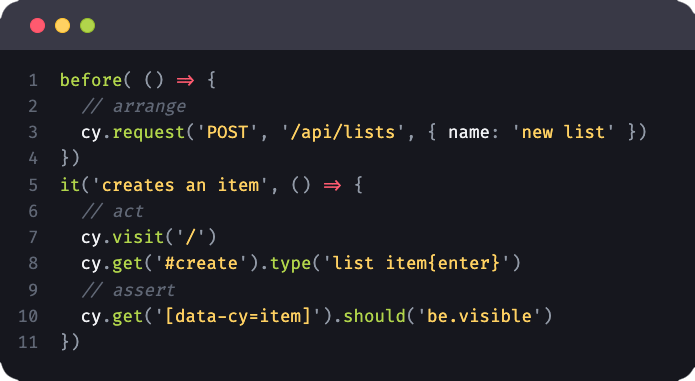 1 before( () => {
2 // arrange
3 cy.request('POST', '/api/lists', { name: 'new list' })
4 })
5 it('creates an item', () => {
6 // act
7 cy.visit('/')
8 cy.get('#create').type('list item{enter}')
9 // assert
10 cy.get('[data-cy=item]').should('be.visible')
11 })